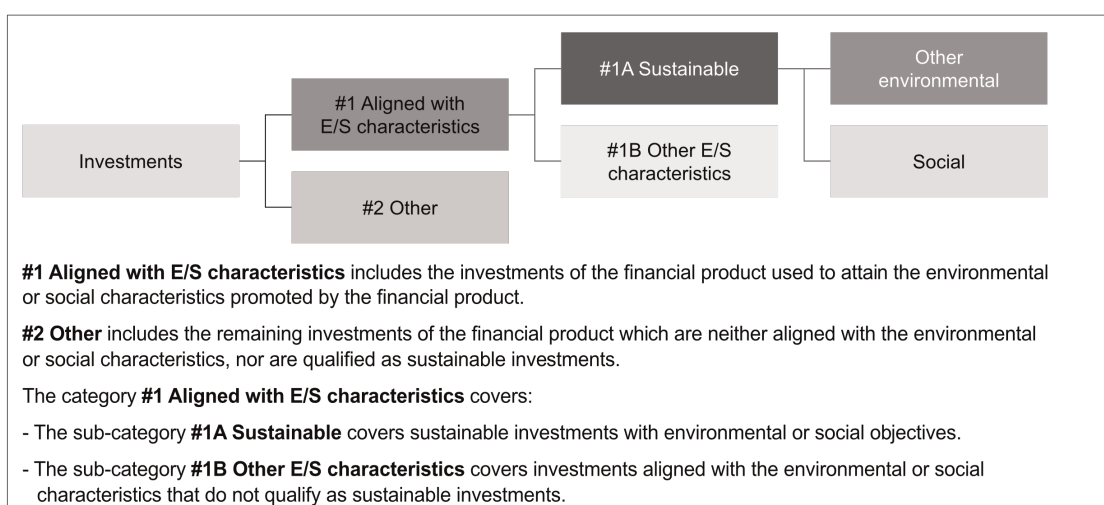 Investments
#1 Aligned with
E/S characteristics
#2 Other
#1A Sustainable
#1B Other E/S
characteristics
Other
environmental
Social
#1 Aligned with E/S characteristics includes the investments of the financial product used to attain the environmental
or social characteristics promoted by the financial product.
#2 Other includes the remaining investments of the financial product which are neither aligned with the environmental
or social characteristics, nor are qualified as sustainable investments.
The category #1 Aligned with E/S characteristics covers:
- The sub-category #1A Sustainable covers sustainable investments with environmental or social objectives.
- The sub-category #1B Other E/S characteristics covers investments aligned with the environmental or social
characteristics that do not qualify as sustainable investments.